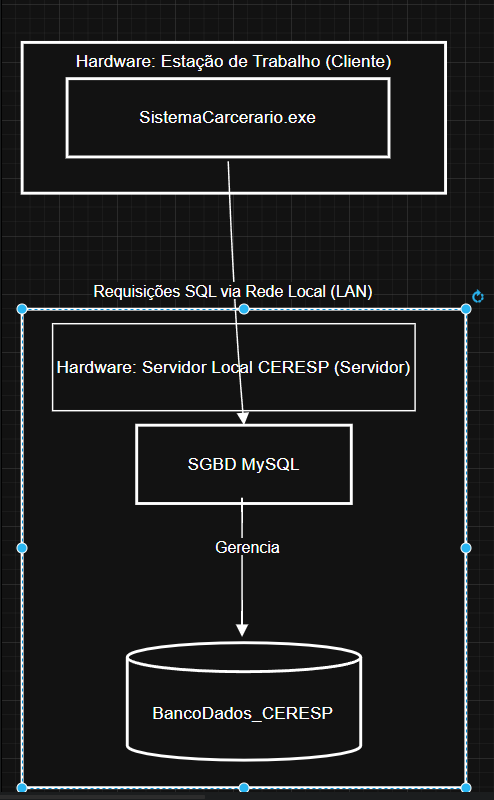 Hardware: Estação de Trabalho (Cliente)
SistemaCarcerario.exe
Requisições SQL via Rede Local (LAN)
Hardware: Servidor Local CERESP (Servidor)
SGBD MySQL
Gerencia
BancoDados_CERESP